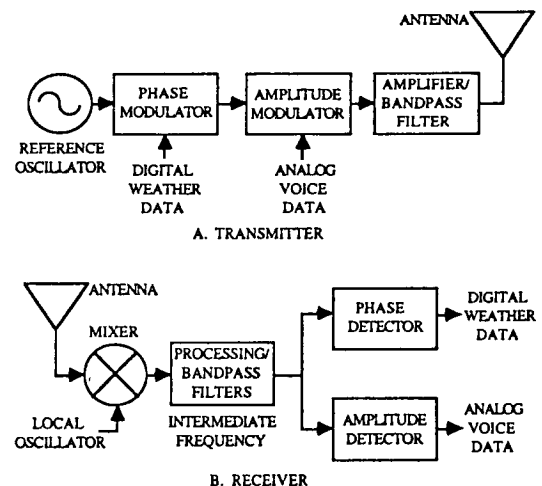 ANTENNA
PHASE
MODULATOR
AMPLITUDE
MODULATOR
AMPLIFIER/
BANDPASS
FILTER
REFERENCE
OSCILLATOR
DIGITAL
WEATHER
DATA
ANALOG
VOICE
DATA
A. TRANSMITTER
ANTENNA
MIXER
PROCESSING/
BANDPASS
FILTERS
PHASE
DETECTOR
DIGITAL
WEATHER
DATA
LOCAL
OSCILLATOR
INTERMEDIATE
FREQUENCY
AMPLITUDE
DETECTOR
ANALOG
VOICE
DATA
B. RECEIVER